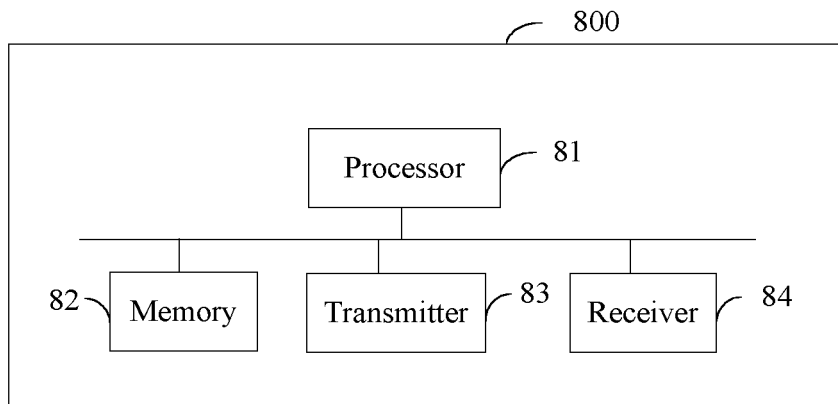 800
Processor
81
82
Memory
Transmitter
83
Receiver
84